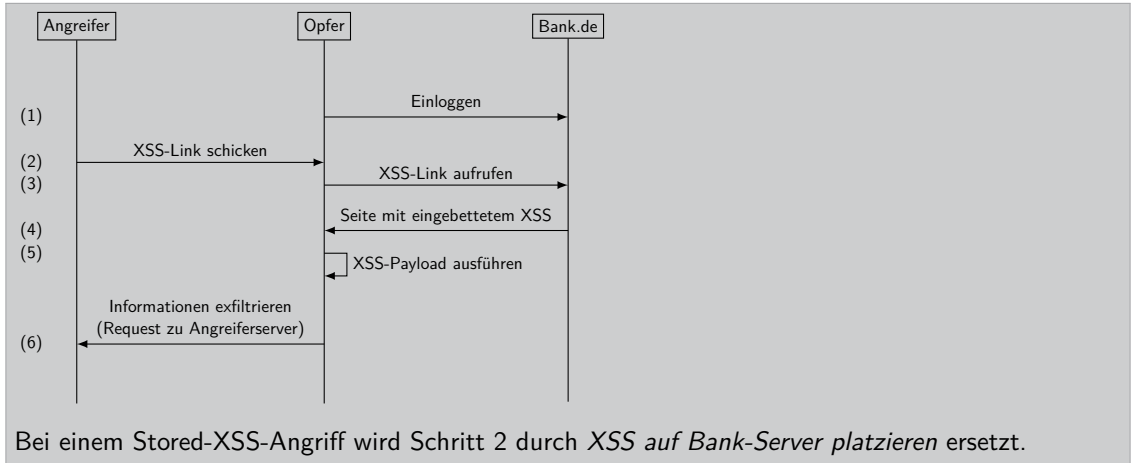 Angreifer
Opfer
Bank.de
(1)
Einloggen
(2)
XSS-Link schicken
(3)
XSS-Link aufrufen
(4)
Seite mit eingebettetem XSS
(5)
XSS-Payload ausführen
Informationen exfiltrieren
(Request zu Angreiferserver)
(6)
Bei einem Stored-XSS-Angriff wird Schritt 2 durch XSS auf Bank-Server platzieren ersetzt.